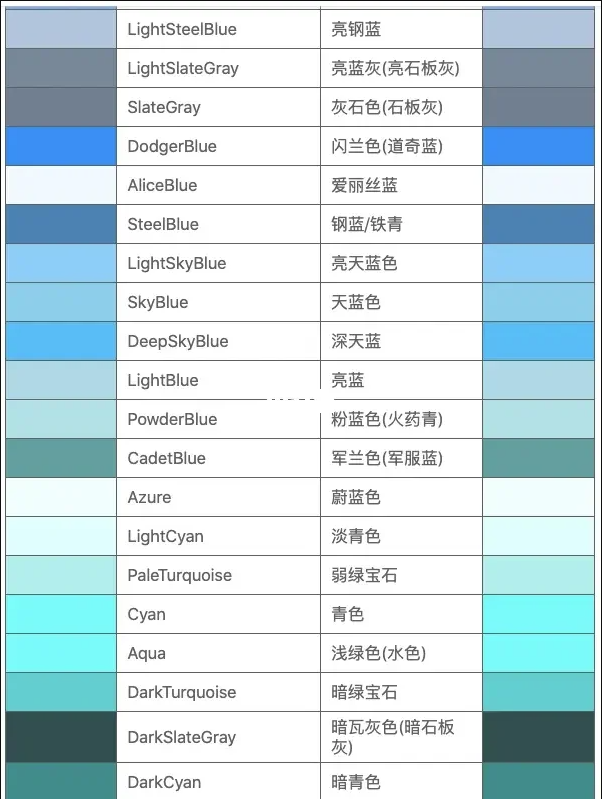 LightSteelBlue 亮钢蓝
LightSlateGray 亮蓝灰(亮石板灰)
SlateGray 灰石色(石板灰)
DodgerBlue 闪兰色(道奇蓝)
AliceBlue 爱丽丝蓝
SteelBlue 钢蓝/铁青
LightSkyBlue 亮天蓝色
SkyBlue 天蓝色
DeepSkyBlue 深天蓝
LightBlue 亮蓝
PowderBlue 粉蓝色(火药青)
CadetBlue 军兰色(军服蓝)
Azure 蔚蓝色
LightCyan 淡青色
PaleTurquoise 弱绿宝石
Cyan 青色
Aqua 浅绿色(水色)
DarkTurquoise 暗绿宝石
DarkSlateGray 暗瓦灰色(暗石板
灰)
DarkCyan 暗青色